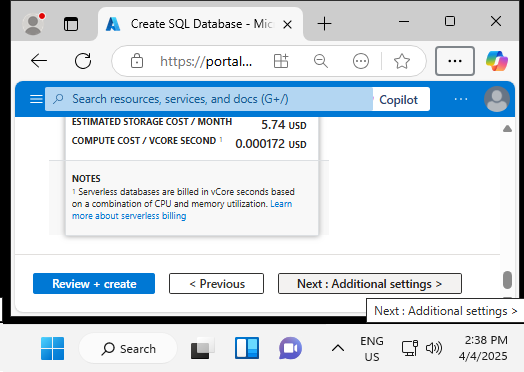 Create SQL Database - Mic
https://portal...
Search resources, services, and docs (G+/)
Copilot
ESTIMATED STORAGE COST / MONTH 5.74 USD
COMPUTE COST / VCORE SECOND ¹ 0.000172 USD
NOTES
¹ Serverless databases are billed in vCore seconds based
on a combination of CPU and memory utilization. Learn
more about serverless billing
Review + create
< Previous
Next : Additional settings >
Next : Additional settings >
Search
ENG
US
2:38 PM
4/4/2025